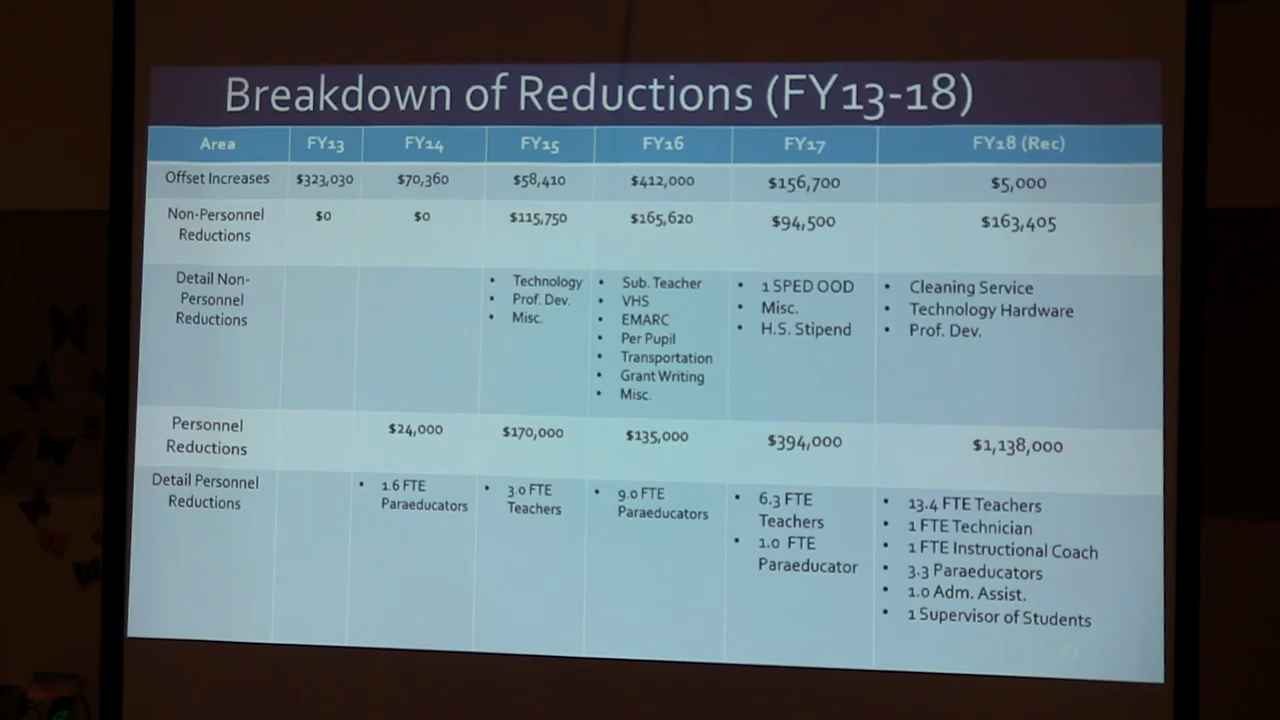 Breakdown of Reductions (FY13-18)
Area FY13 FY14 FY15 FY16 FY17 FY18 (Rec)
Offset Increases $323,030 $70,360 $58,410 $412,000 $156,700 $5,000
Non-Personnel
Reductions
$0 $0 $115,750 $165,620 $94,500 $163,405
Detail Non-
Personnel
Reductions
• Technology
• Prof. Dev.
• Misc.
• Sub. Teacher
• VHS
• EMARC
• Per Pupil
• Transportation
• Grant Writing
• Misc.
• 1 SPED OOD
• Misc.
• H.S. Stipend
• Cleaning Service
• Technology Hardware
• Prof. Dev.
Personnel
Reductions
$24,000 $170,000 $135,000 $394,000 $1,138,000
Detail Personnel
Reductions
• 1.6 FTE
Paraeducators
• 3.0 FTE
Teachers
• 9.0 FTE
Paraeducators
• 6.3 FTE
Teachers
• 1.0 FTE
Paraeducator
• 13.4 FTE Teachers
• 1 FTE Technician
• 1 FTE Instructional Coach
• 3.3 Paraeducators
• 1.0 Adm. Assist.
• 1 Supervisor of Students